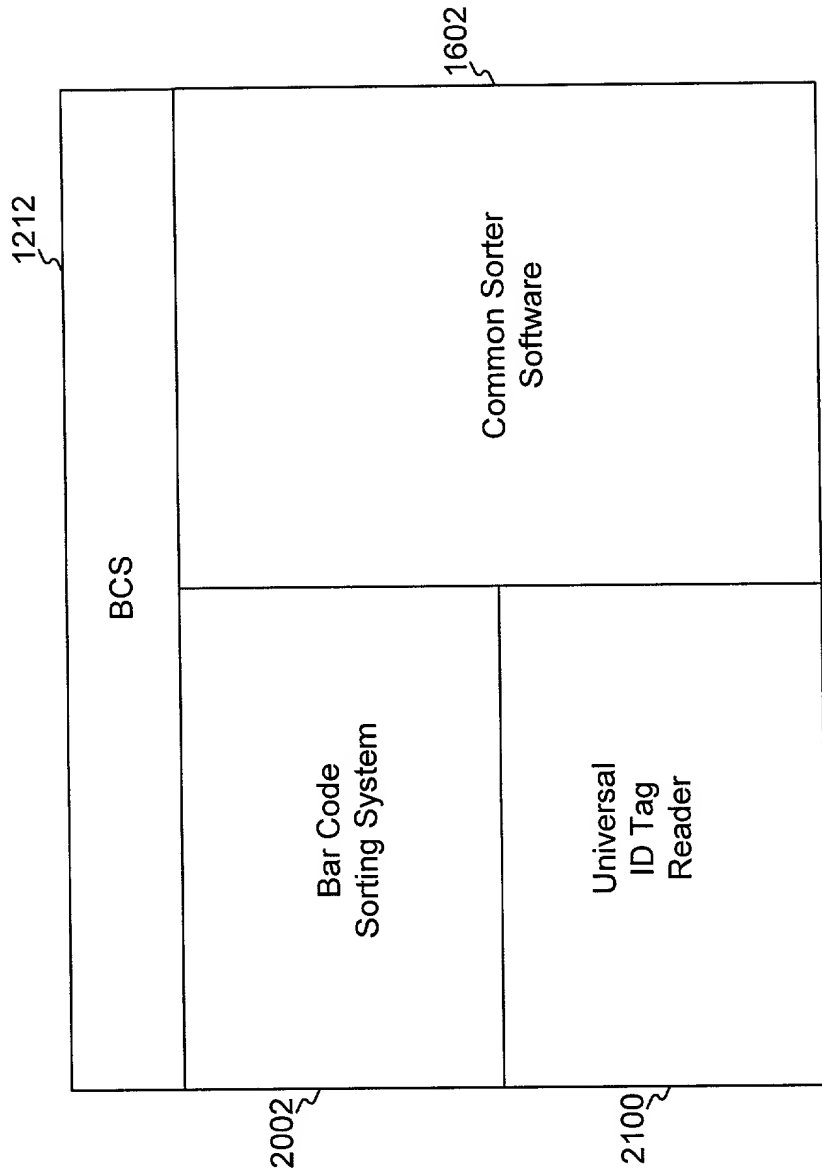 1212
BCS
2002
Bar Code
Sorting System
Common Sorter
Software
1602
2100
Universal
ID Tag
Reader